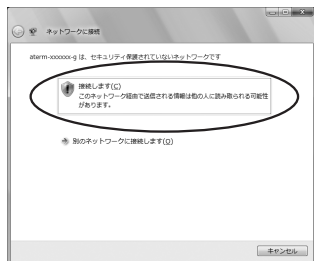 ネットワークに接続
aterm-xxxxxx-g は、セキュリティ保護されていないネットワークです
接続します(C)
このネットワーク経由で送信される情報は他の人に読み取られる可能性
があります。
別のネットワークに接続します(O)
キャンセル